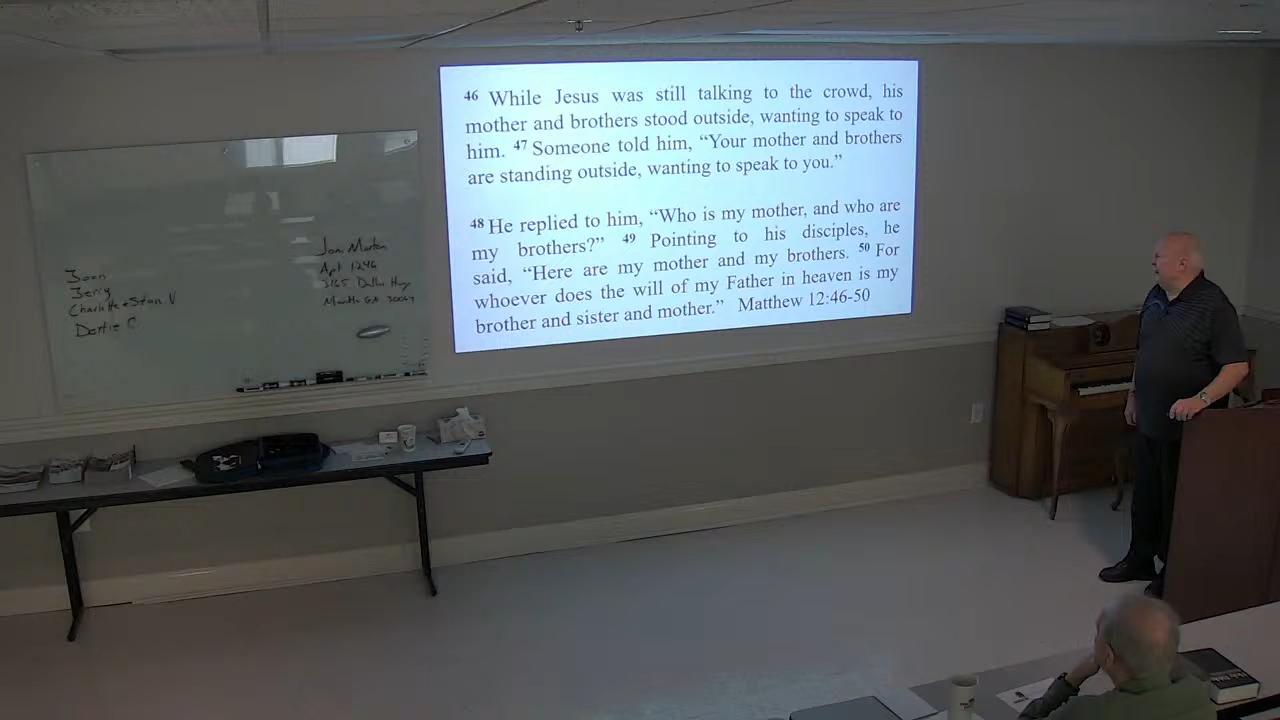 46 While Jesus was still talking to the crowd, his
mother and brothers stood outside, wanting to speak to
him. 47 Someone told him, “Your mother and brothers
are standing outside, wanting to speak to you.”
48 He replied to him, “Who is my mother, and who are
my brothers?” 49 Pointing to his disciples, he
said, “Here are my mother and my brothers. 50 For
whoever does the will of my Father in heaven is my
brother and sister and mother.” Matthew 12:46-50
Jerry
Charlotte + Stan V
Dottie C
Apt 1246